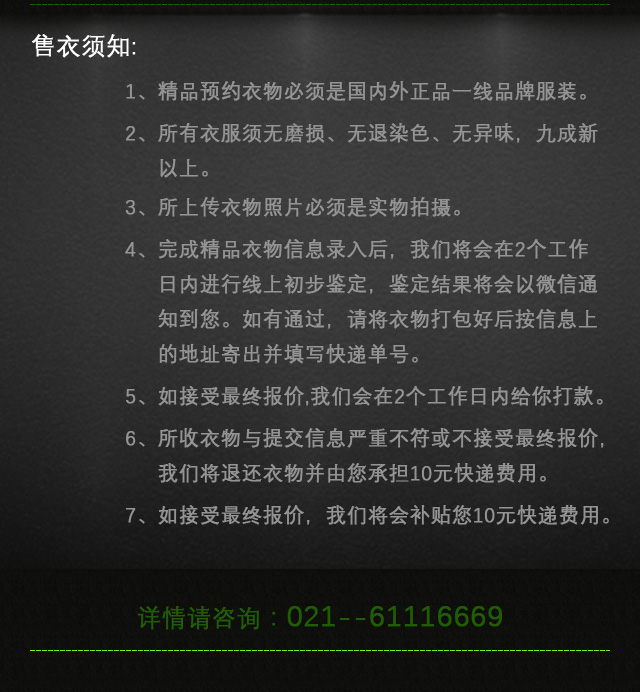 售衣须知:
1、精品预约衣物必须是国内外正品一线品牌服装。
2、所有衣服须无磨损、无退染色、无异味，九成新
以上。
3、所上传衣物照片必须是实物拍摄。
4、完成精品衣物信息录入后，我们将会在2个工作
日内进行线上初步鉴定，鉴定结果将会以微信通
知到您。如有通过，请将衣物打包好后按信息上
的地址寄出并填写快递单号。
5、如接受最终报价,我们会在2个工作日内给你打款。
6、所收衣物与提交信息严重不符或不接受最终报价,
我们将退还衣物并由您承担10元快递费用。
7、如接受最终报价，我们将会补贴您10元快递费用。
详情请咨询：021--61116669